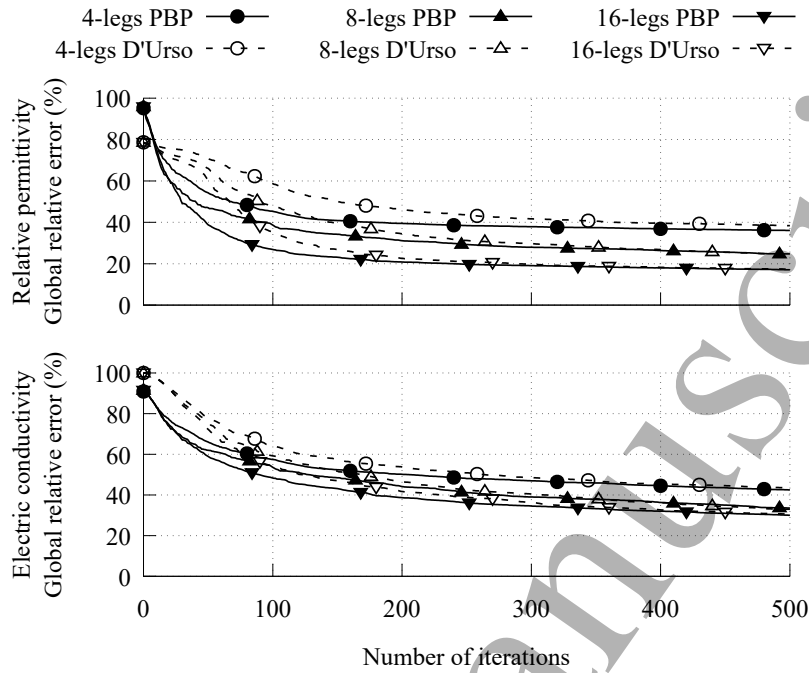 4-legs PBP 8-legs PBP 16-legs PBP
4-legs D'Urso 8-legs D'Urso 16-legs D'Urso
Relative permittivity
Global relative error (%)
100
80
60
40
20
0
Electric conductivity
Global relative error (%)
100
80
60
40
20
0
0 100 200 300 400 500
Number of iterations